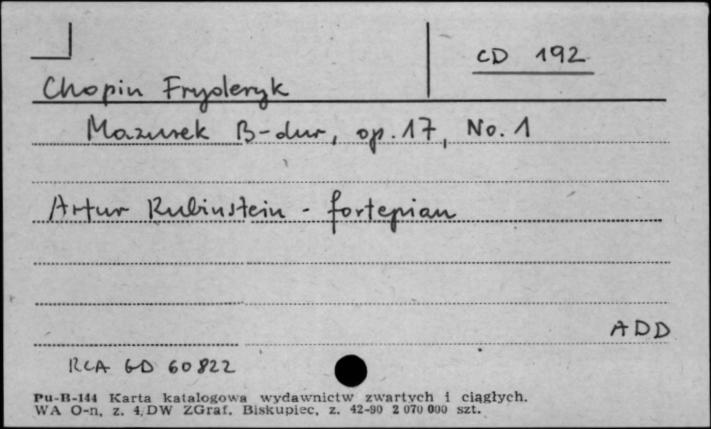 CD 192
Chopin Fryderyk
Mazurek B-dur, op. 17, No. 1
Artur Rubinstein - fortepian
ADD
RCA GD 60822
Pu-B-144 Karta katalogowa wydawnictw zwartych i ciągłych.
WA O-n, z. 4, DW ZGraf. Biskupiec, z. 42-90 2 070 000 szt.